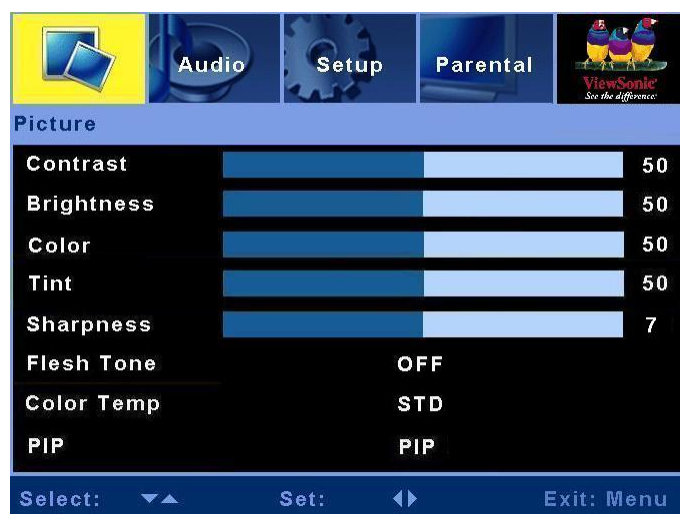 Audio Setup Parental
ViewSonic
See the difference
Picture
Contrast 50
Brightness 50
Color 50
Tint 50
Sharpness 7
Flesh Tone OFF
Color Temp STD
PIP PIP
Select: ▼▲ Set: ◀▶ Exit: Menu